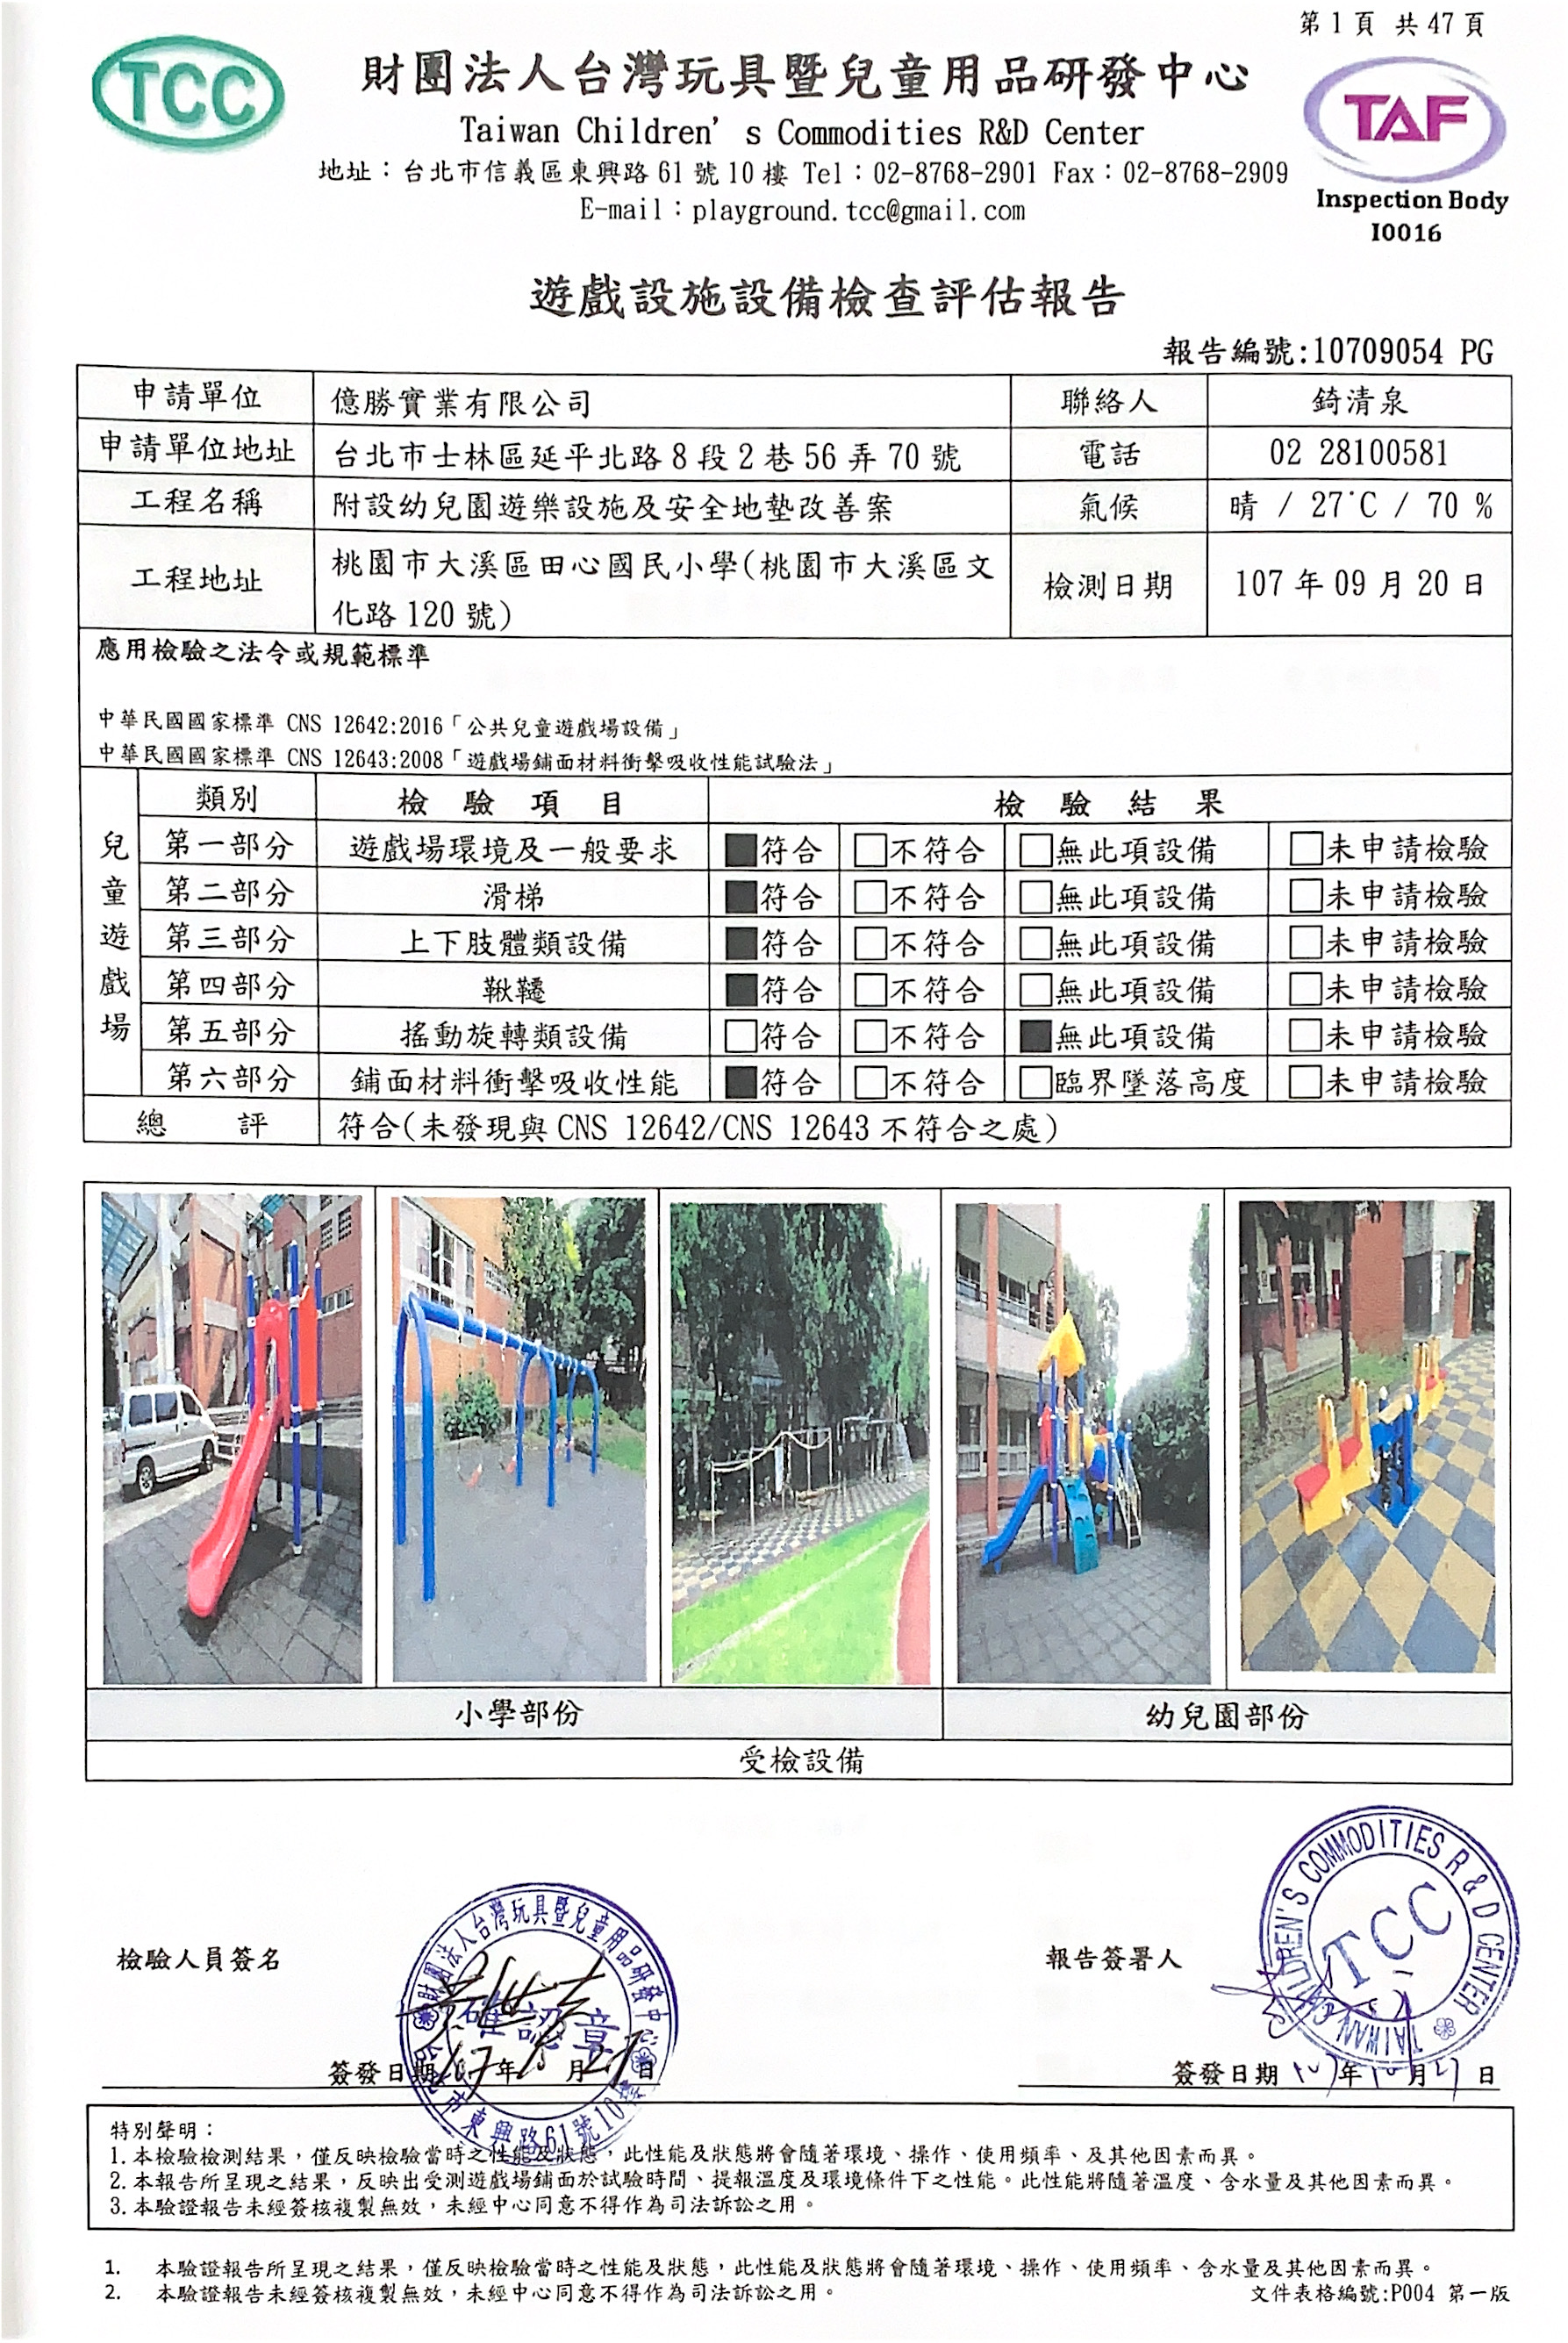 第 1 頁 共 47 頁
TCC
財團法人台灣玩具暨兒童用品研發中心
Taiwan Children's Commodities R&D Center
地址：台北市信義區東興路 61 號 10 樓 Tel：02-8768-2901 Fax：02-8768-2909
E-mail：playground.tcc@gmail.com
TAF
Inspection Body
I0016
遊戲設施設備檢查評估報告
報告編號:10709054 PG
申請單位 億勝實業有限公司 聯絡人 錡清泉
申請單位地址 台北市士林區延平北路 8 段 2 巷 56 弄 70 號 電話 02 28100581
工程名稱 附設幼兒園遊樂設施及安全地墊改善案 氣候 晴 / 27°C / 70 %
工程地址 桃園市大溪區田心國民小學(桃園市大溪區文
化路 120 號) 檢測日期 107 年 09 月 20 日
應用檢驗之法令或規範標準
中華民國國家標準 CNS 12642:2016「公共兒童遊戲場設備」
中華民國國家標準 CNS 12643:2008「遊戲場鋪面材料衝擊吸收性能試驗法」
兒童遊戲場
類別 檢 驗 項 目 檢 驗 結 果
第一部分 遊戲場環境及一般要求 ■符合 □不符合 □無此項設備 □未申請檢驗
第二部分 滑梯 ■符合 □不符合 □無此項設備 □未申請檢驗
第三部分 上下肢體類設備 ■符合 □不符合 □無此項設備 □未申請檢驗
第四部分 鞦韆 ■符合 □不符合 □無此項設備 □未申請檢驗
第五部分 搖動旋轉類設備 □符合 □不符合 ■無此項設備 □未申請檢驗
第六部分 鋪面材料衝擊吸收性能 ■符合 □不符合 □臨界墜落高度 □未申請檢驗
總 評 符合(未發現與 CNS 12642/CNS 12643 不符合之處)
小學部份 幼兒園部份
受檢設備
檢驗人員簽名
財團法人台灣玩具暨兒童用品研發中心
確認章
市東興路61號10樓
簽發日期 107 年 10 月 27 日
報告簽署人
CHILDREN'S COMMODITIES R & D CENTER TAIWAN
TCC
簽發日期 107 年 10 月 27 日
特別聲明：
1. 本檢驗檢測結果，僅反映檢驗當時之性能及狀態，此性能及狀態將會隨著環境、操作、使用頻率、及其他因素而異。
2. 本報告所呈現之結果，反映出受測遊戲場鋪面於試驗時間、提報溫度及環境條件下之性能。此性能將隨著溫度、含水量及其他因素而異。
3. 本驗證報告未經簽核複製無效，未經中心同意不得作為司法訴訟之用。
1. 本驗證報告所呈現之結果，僅反映檢驗當時之性能及狀態，此性能及狀態將會隨著環境、操作、使用頻率、含水量及其他因素而異。
2. 本驗證報告未經簽核複製無效，未經中心同意不得作為司法訴訟之用。
文件表格編號:P004 第一版